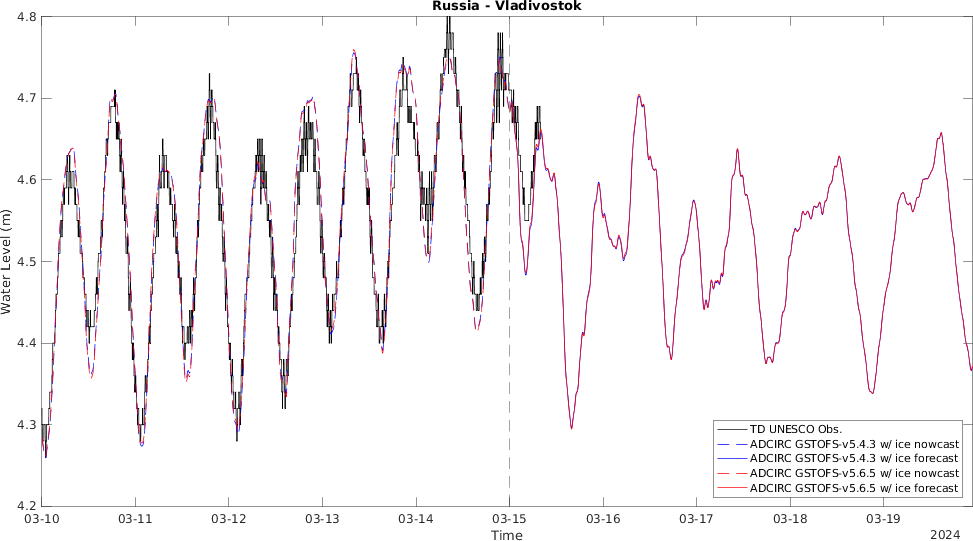 Russia - Vladivostok
4.8
4.7
4.6
4.5
4.4
4.3
4.2
Water Level (m)
03-10 03-11 03-12 03-13 03-14 03-15 03-16 03-17 03-18 03-19
Time
2024
TD UNESCO Obs.
ADCIRC GSTOFS-v5.4.3 w/ ice nowcast
ADCIRC GSTOFS-v5.4.3 w/ ice forecast
ADCIRC GSTOFS-v5.6.5 w/ ice nowcast
ADCIRC GSTOFS-v5.6.5 w/ ice forecast